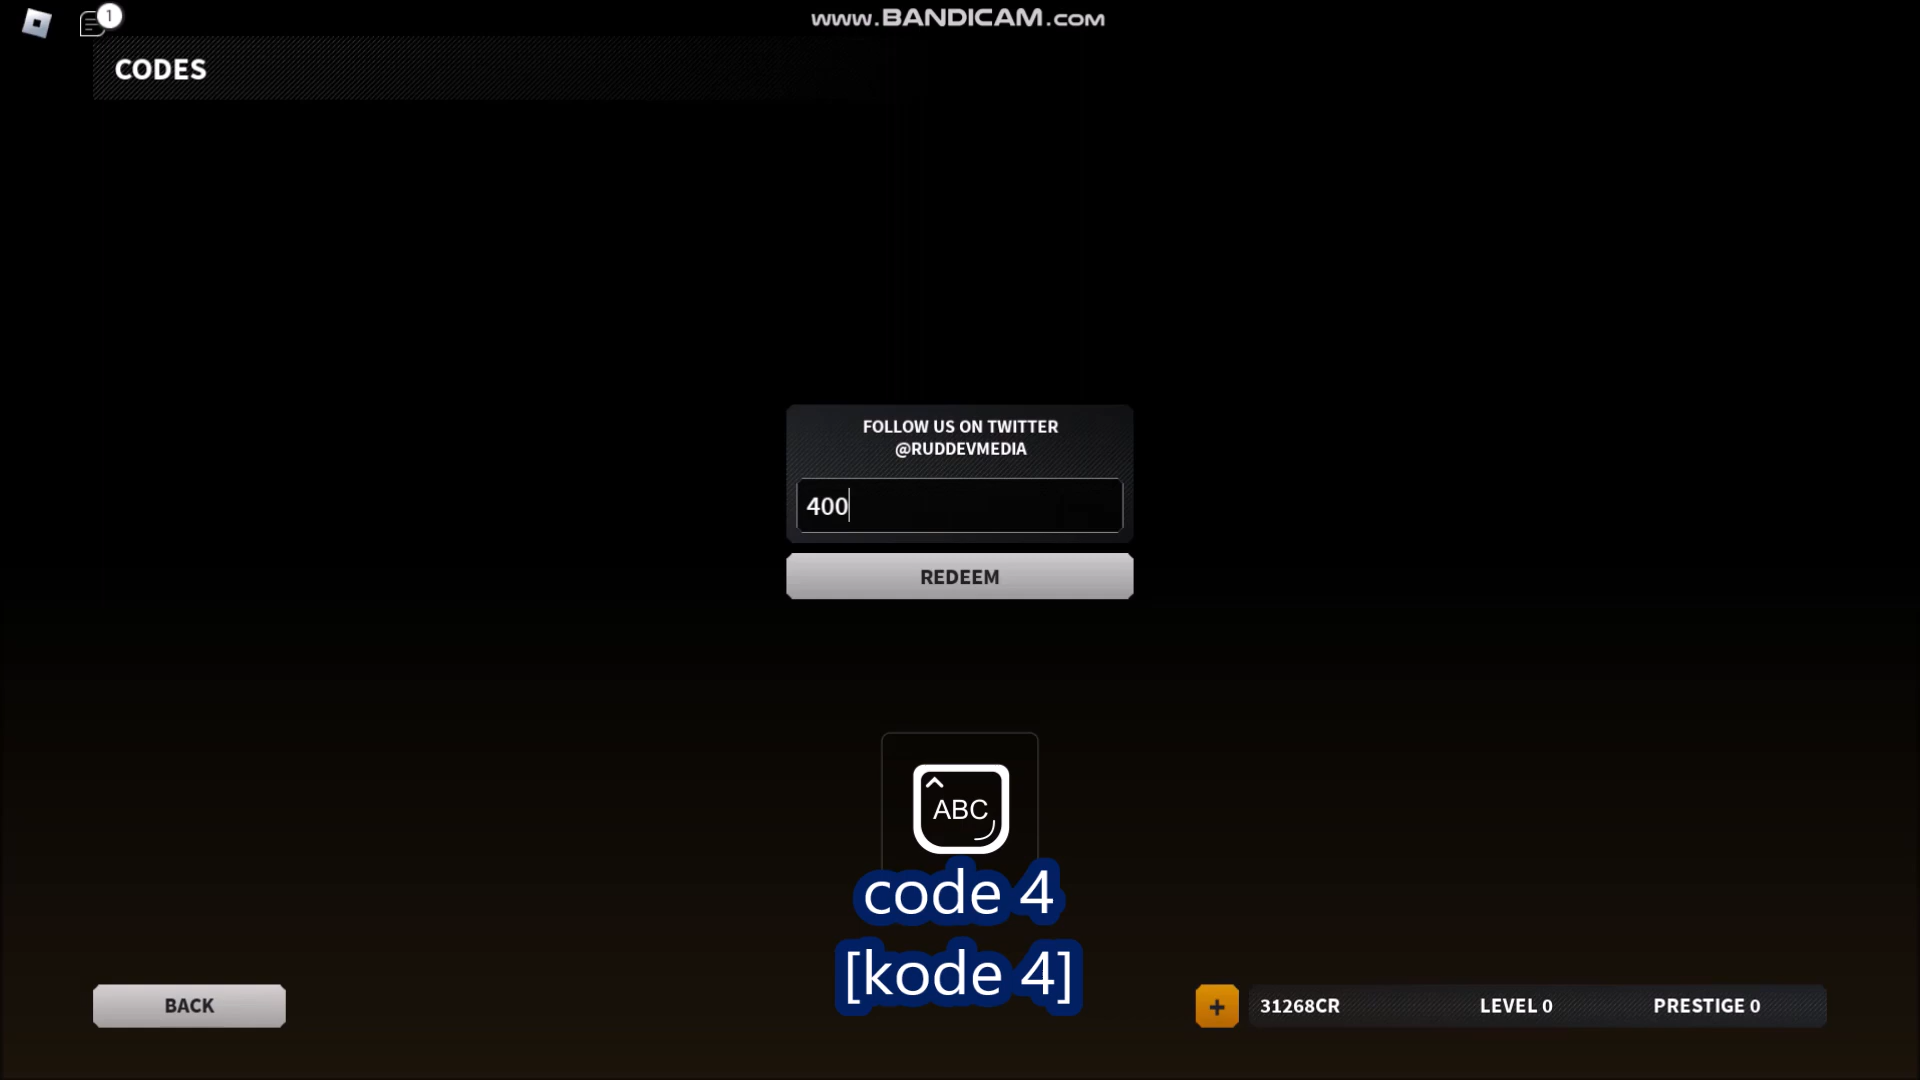 1
www.BANDICAM.com
CODES
FOLLOW US ON TWITTER
@RUDDEVMEDIA
400
REDEEM
ABC
code 4
[kode 4]
BACK
+
31268CR
LEVEL 0
PRESTIGE 0